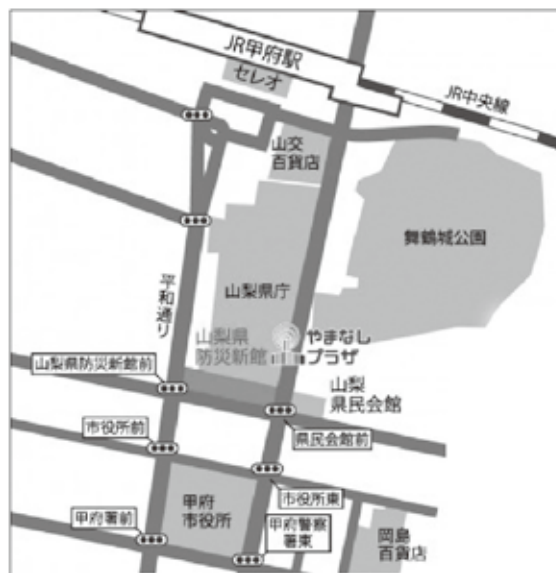 JR甲府駅
セレオ
JR中央線
山交
百貨店
舞鶴城公園
山梨県庁
平和通り
山梨県
防災新館
やまなし
プラザ
山梨県防災新館前
山梨
県民会館
県民会館前
市役所前
市役所東
甲府
市役所
甲府署前
甲府警察
署東
岡島
百貨店